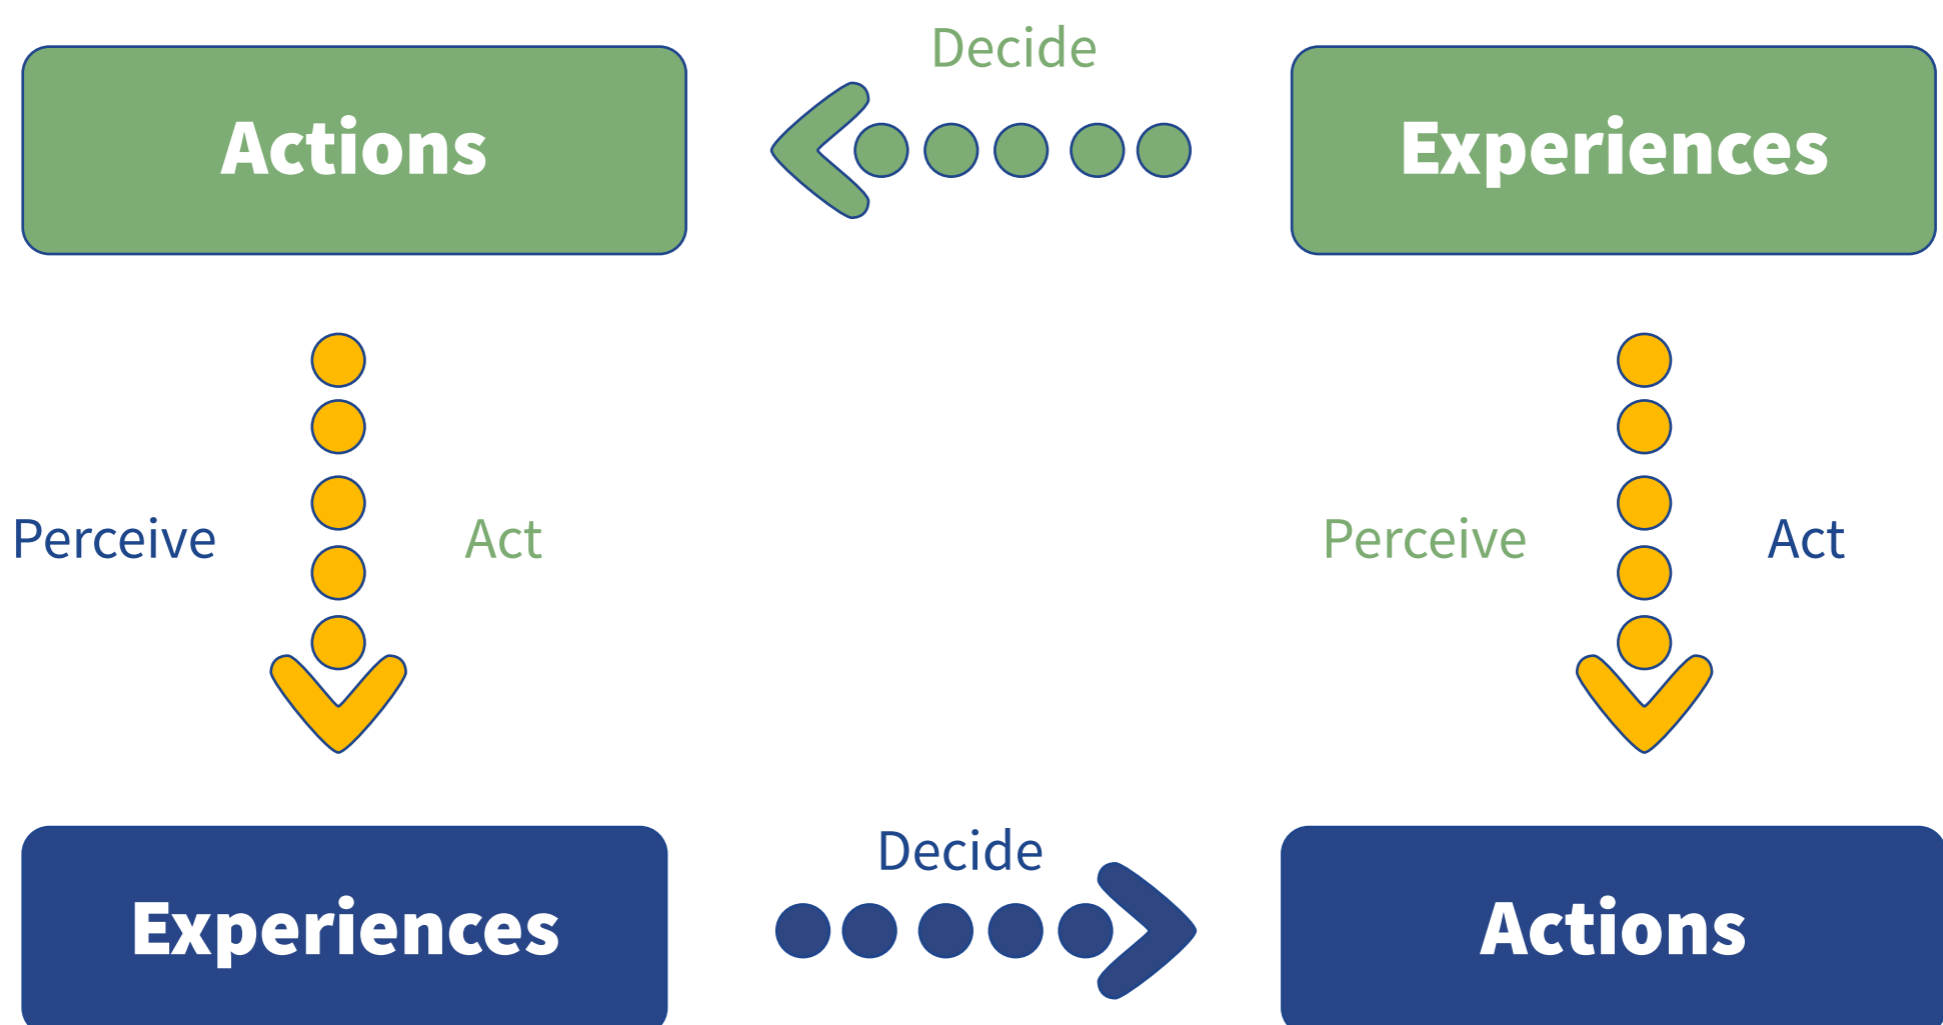 Decide
Actions
Experiences
Perceive
Act
Perceive
Act
Decide
Experiences
Actions